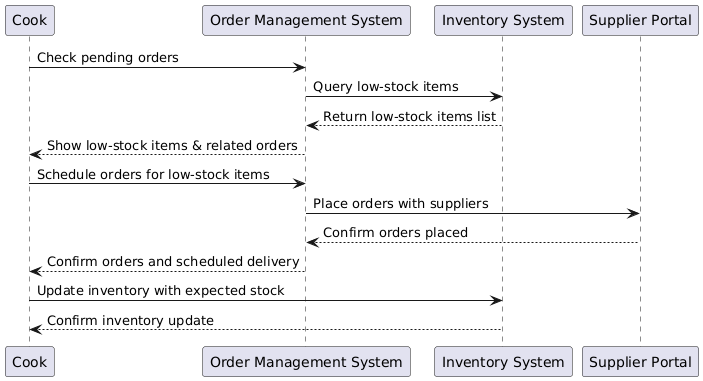 Cook
Order Management System
Inventory System
Supplier Portal
Check pending orders
Query low-stock items
Return low-stock items list
Show low-stock items & related orders
Schedule orders for low-stock items
Place orders with suppliers
Confirm orders placed
Confirm orders and scheduled delivery
Update inventory with expected stock
Confirm inventory update
Cook
Order Management System
Inventory System
Supplier Portal